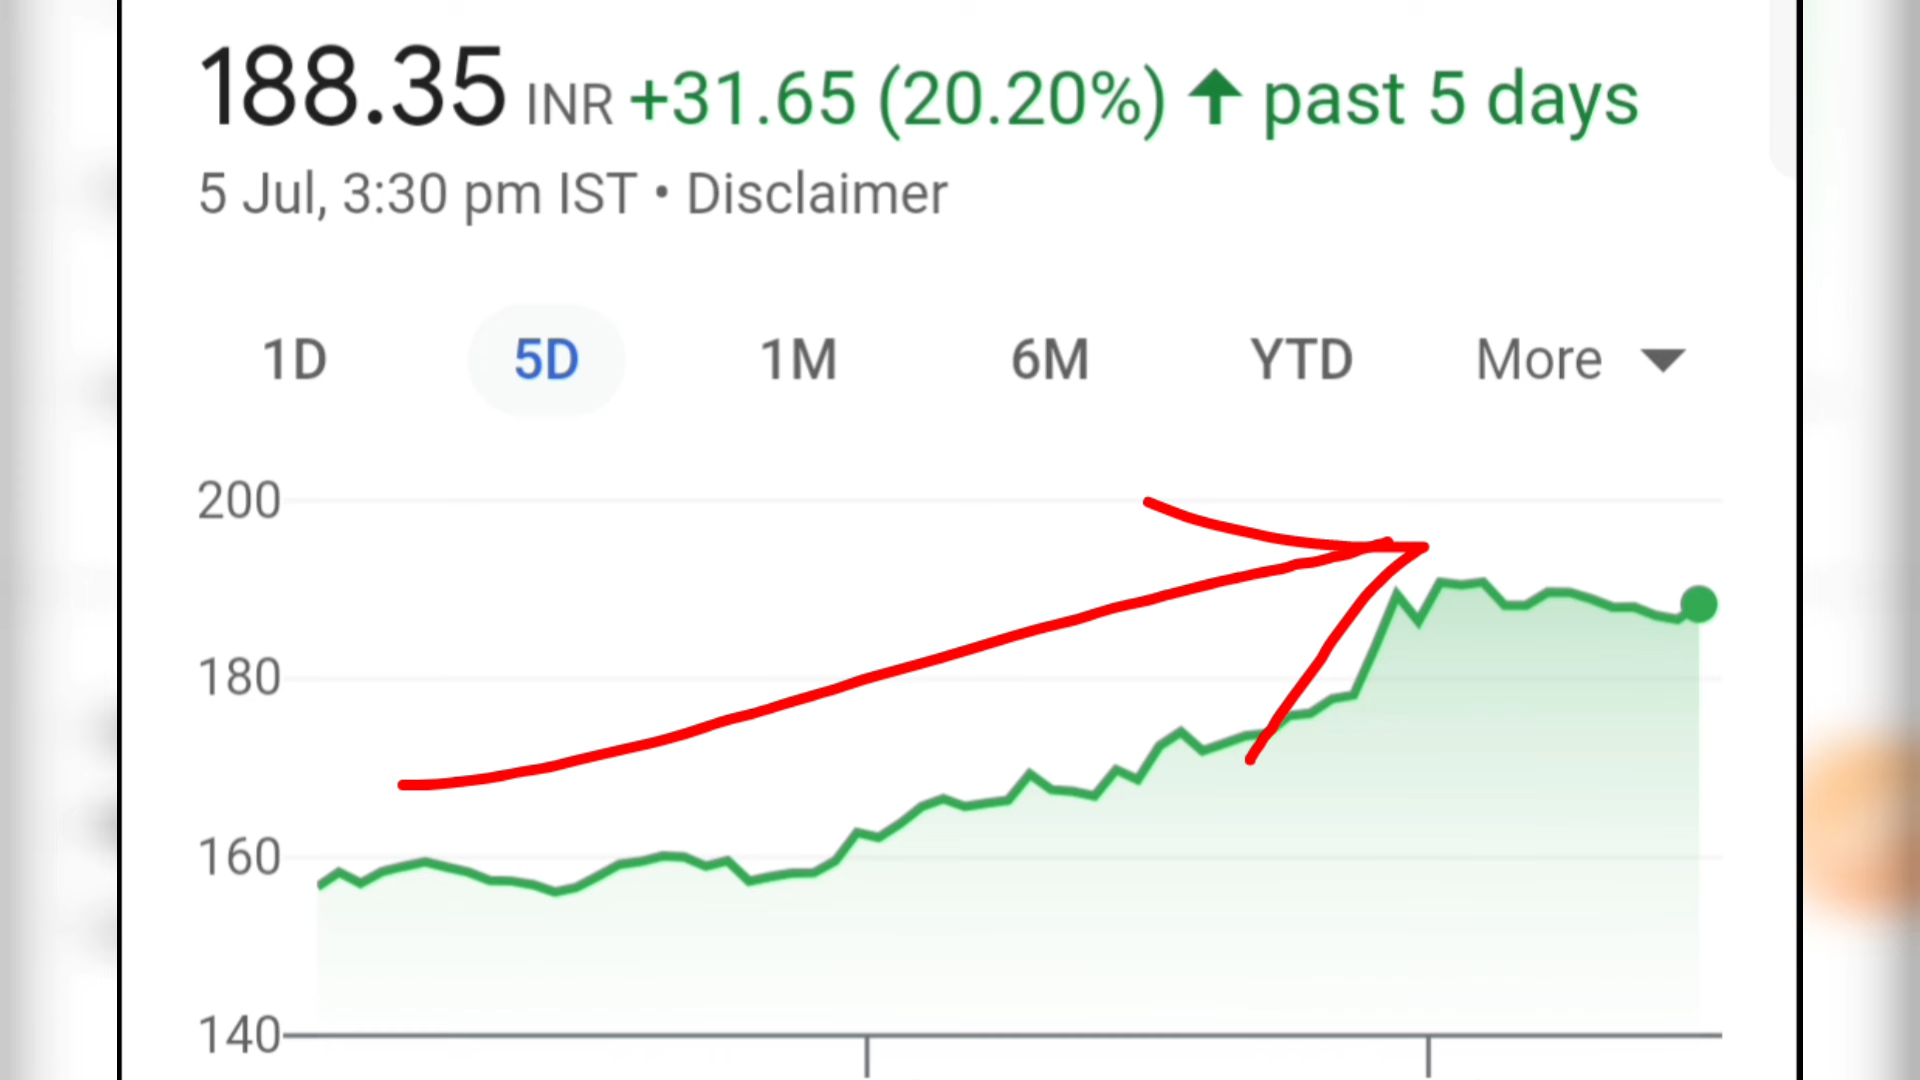 188.35 INR +31.65 (20.20%) ↑ past 5 days
5 Jul, 3:30 pm IST • Disclaimer
1D 5D 1M 6M YTD More
200
180
160
140